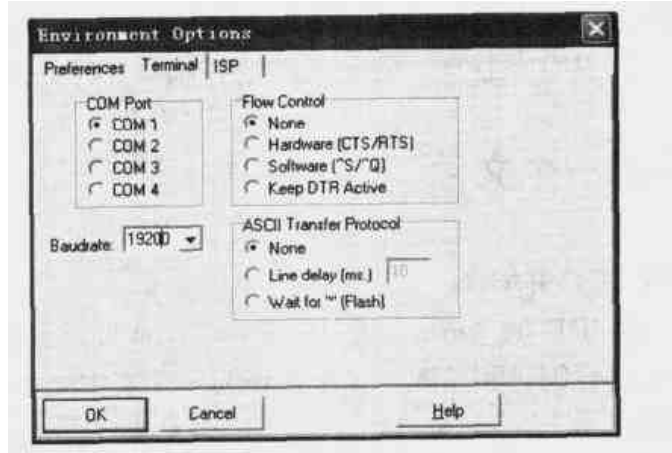 Environment Options
Preferences Terminal ISP
COM Port
COM 1
COM 2
COM 3
COM 4
Baudrate: 19200
Flow Control
None
Hardware (CTS/RTS)
Software (^S/^Q)
Keep DTR Active
ASCII Transfer Protocol
None
Line delay (ms.) 10
Wait for "*" (Flash)
OK Cancel Help